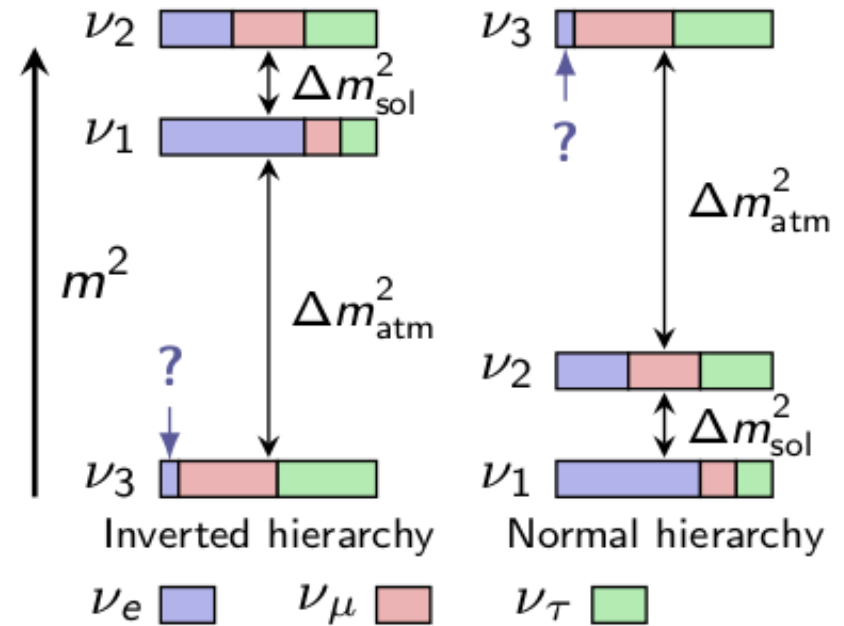 ν₂ ν₃
Δm²sol
ν₁
?
m²
Δm²atm
Δm²atm
?
ν₂
Δm²sol
ν₃ ν₁
Inverted hierarchy Normal hierarchy
νe νμ ντ